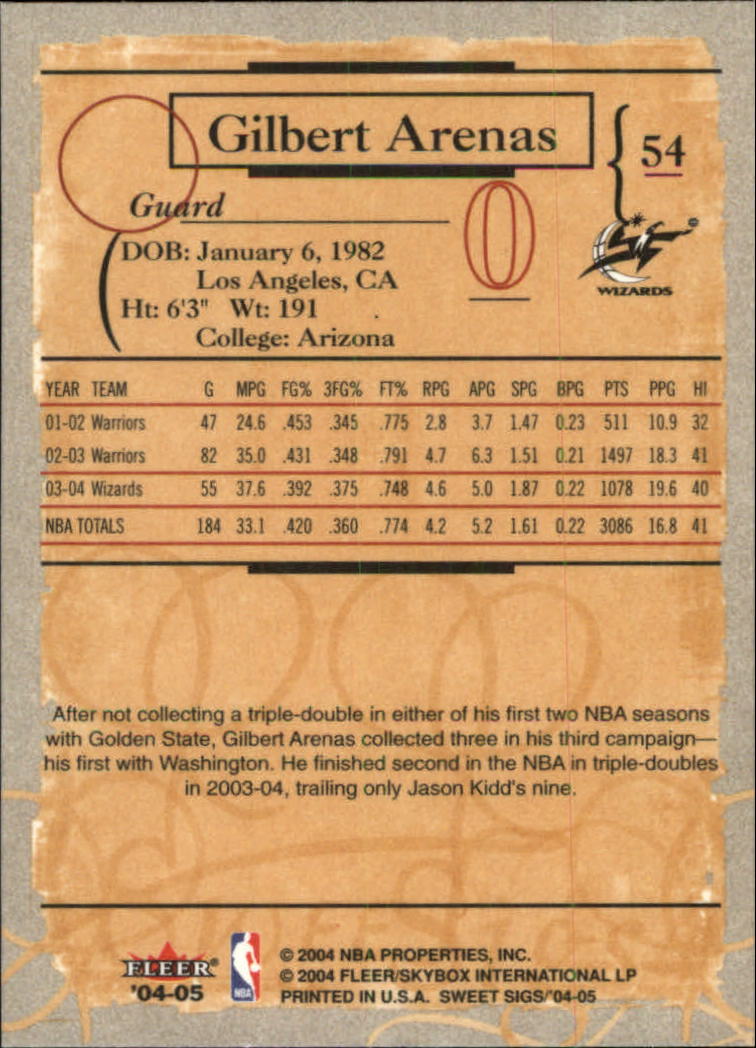 Gilbert Arenas
54
Guard
0
DOB: January 6, 1982
Los Angeles, CA
Ht: 6'3" Wt: 191
College: Arizona
WIZARDS
YEAR TEAM G MPG FG% 3FG% FT% RPG APG SPG BPG PTS PPG HI
01-02 Warriors 47 24.6 .453 .345 .775 2.8 3.7 1.47 0.23 511 10.9 32
02-03 Warriors 82 35.0 .431 .348 .791 4.7 6.3 1.51 0.21 1497 18.3 41
03-04 Wizards 55 37.6 .392 .375 .748 4.6 5.0 1.87 0.22 1078 19.6 40
NBA TOTALS 184 33.1 .420 .360 .774 4.2 5.2 1.61 0.22 3086 16.8 41
After not collecting a triple-double in either of his first two NBA seasons
with Golden State, Gilbert Arenas collected three in his third campaign—
his first with Washington. He finished second in the NBA in triple-doubles
in 2003-04, trailing only Jason Kidd's nine.
FLEER®
'04-05
NBA
© 2004 NBA PROPERTIES, INC.
© 2004 FLEER/SKYBOX INTERNATIONAL LP
PRINTED IN U.S.A. SWEET SIGS/'04-05